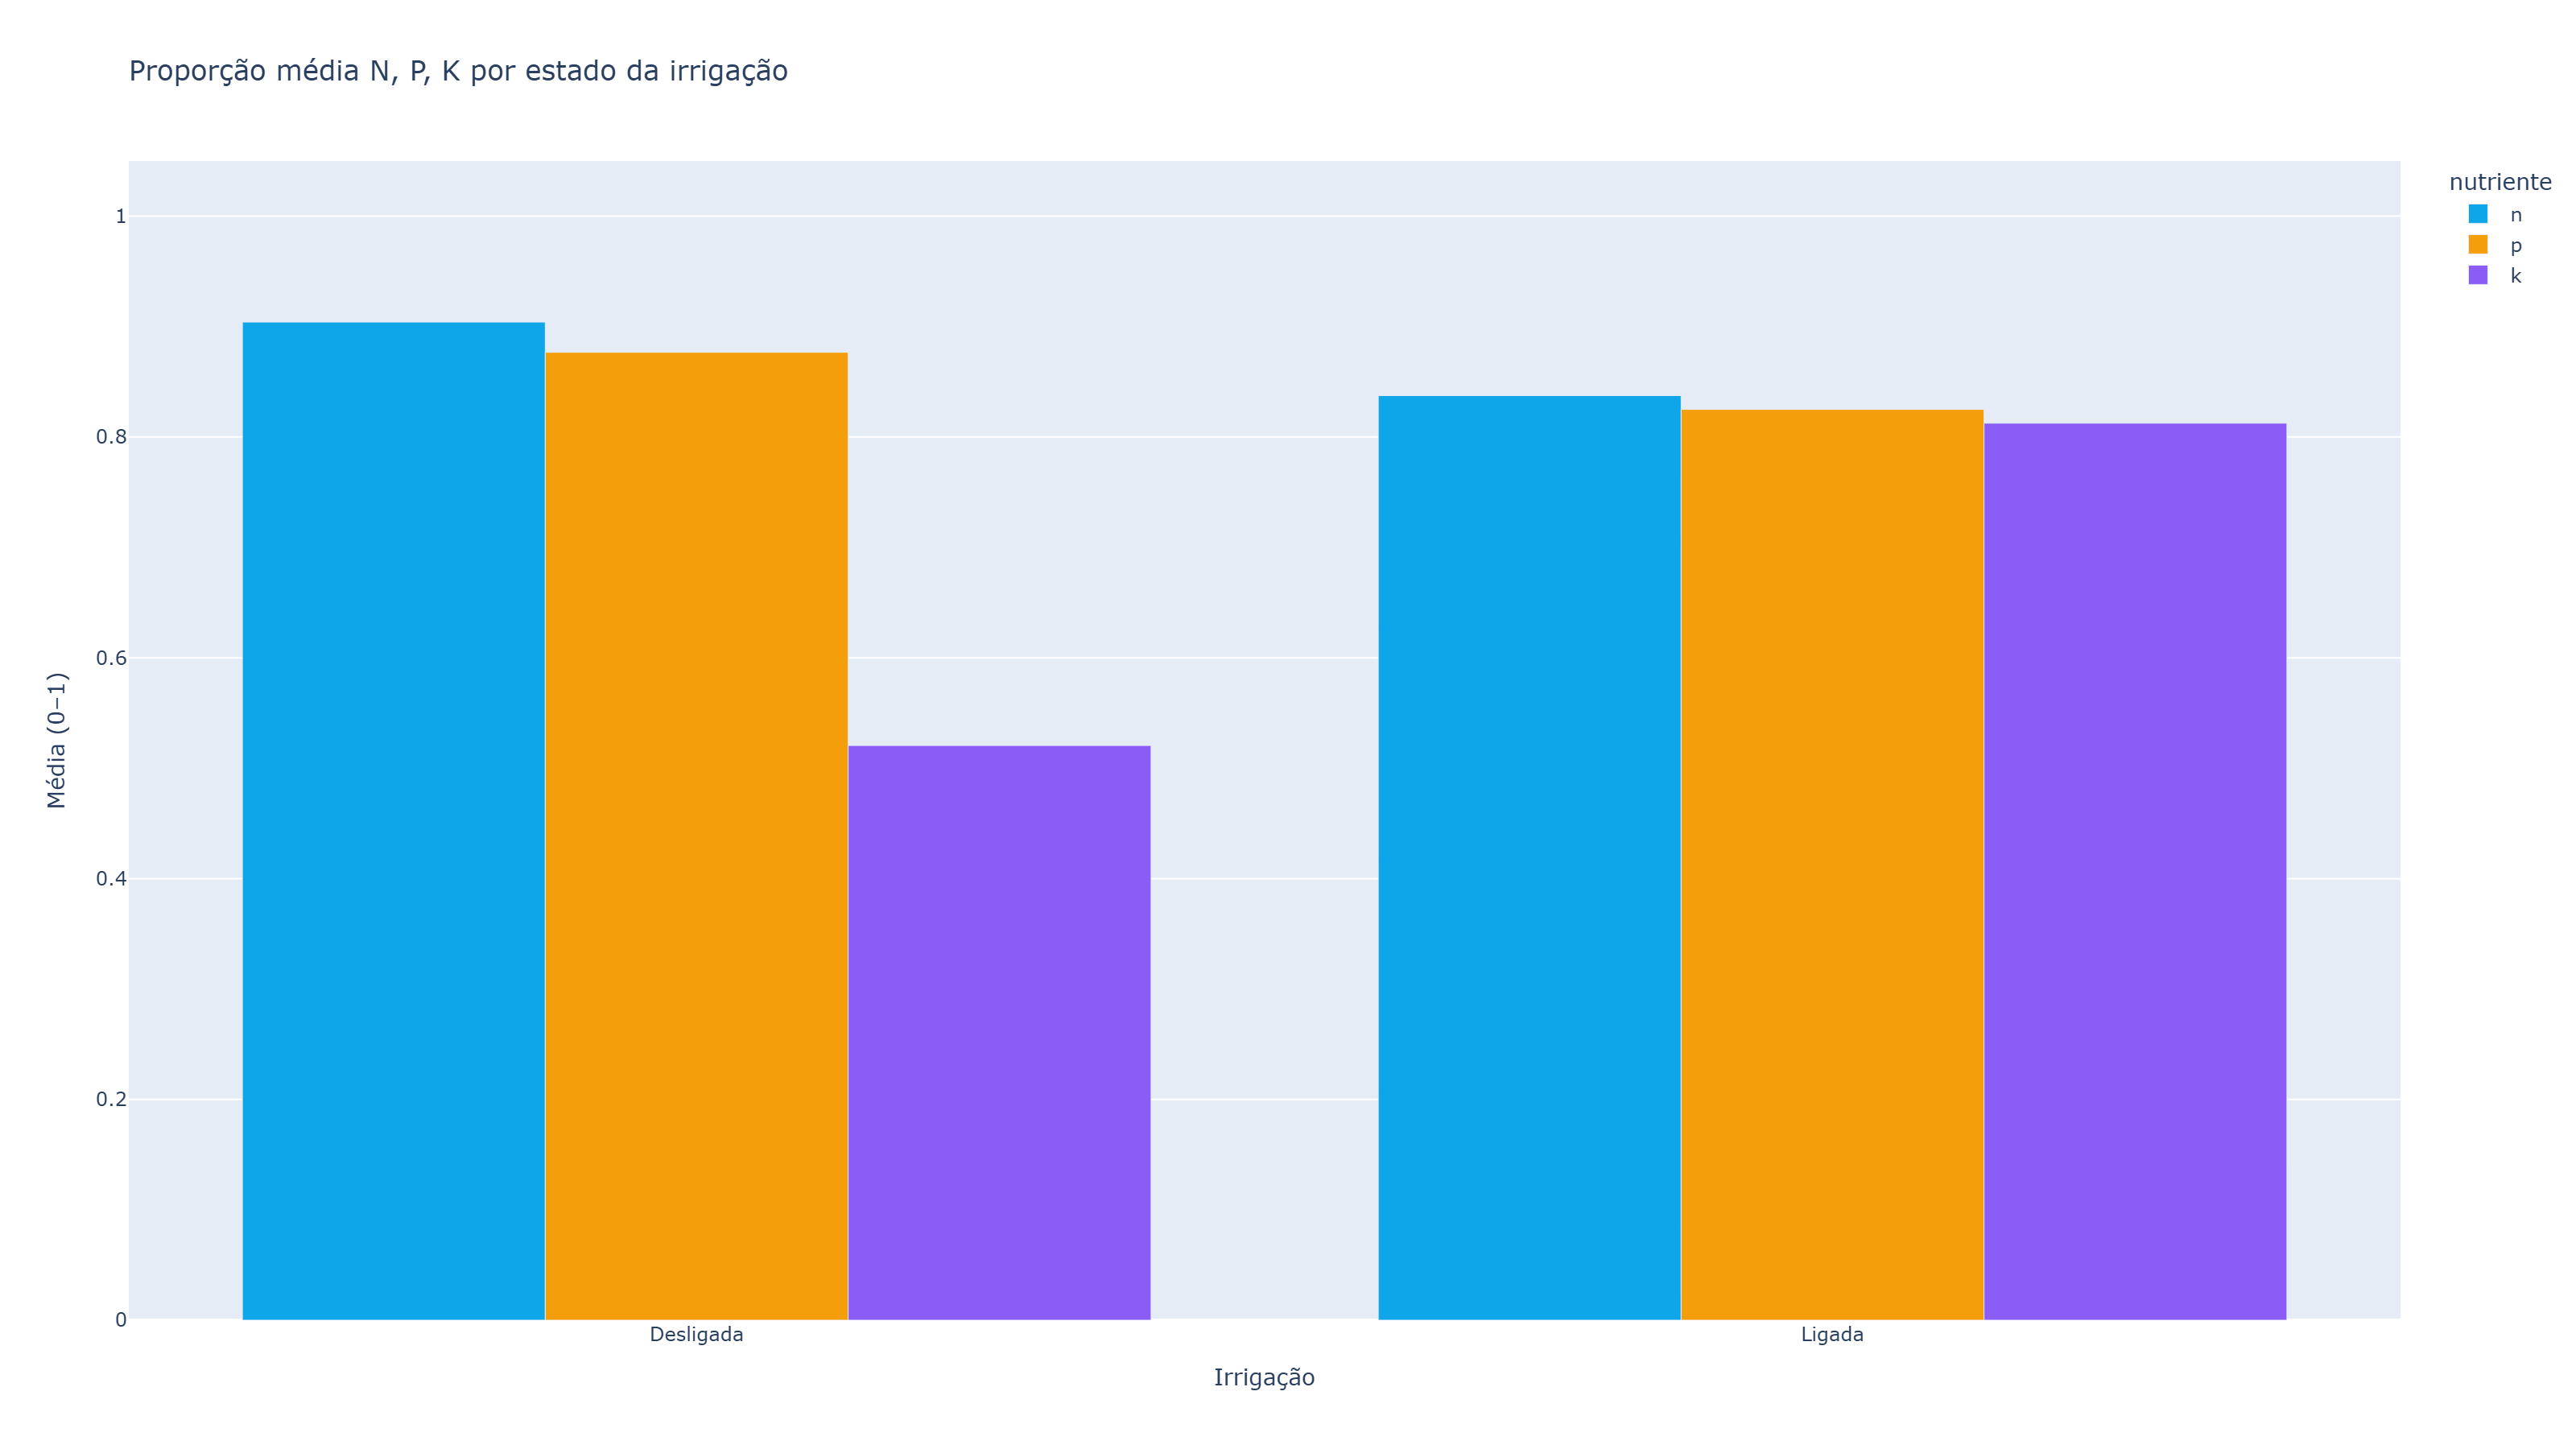 Proporção média N, P, K por estado da irrigação
nutriente
n
p
k
Média (0–1)
1
0.8
0.6
0.4
0.2
0
Desligada
Ligada
Irrigação